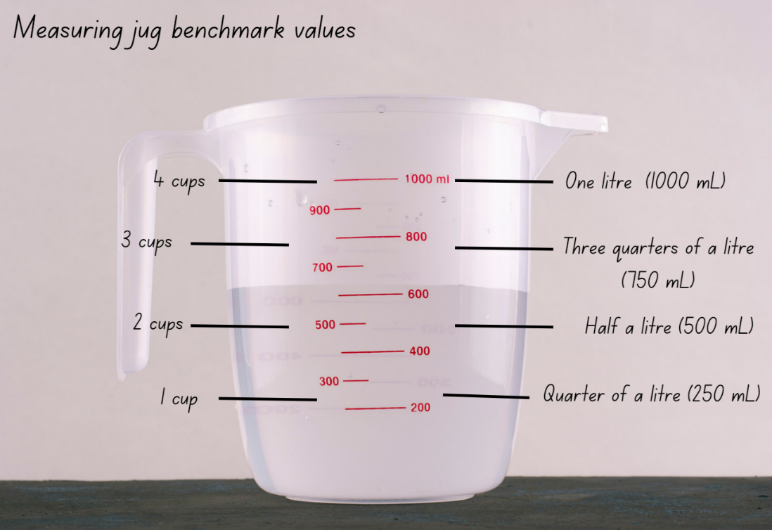 Measuring jug benchmark values
4 cups
1000 ml
One litre (1000 mL)
900
800
3 cups
Three quarters of a litre
(750 mL)
700
600
2 cups
500
Half a litre (500 mL)
400
300
1 cup
Quarter of a litre (250 mL)
200